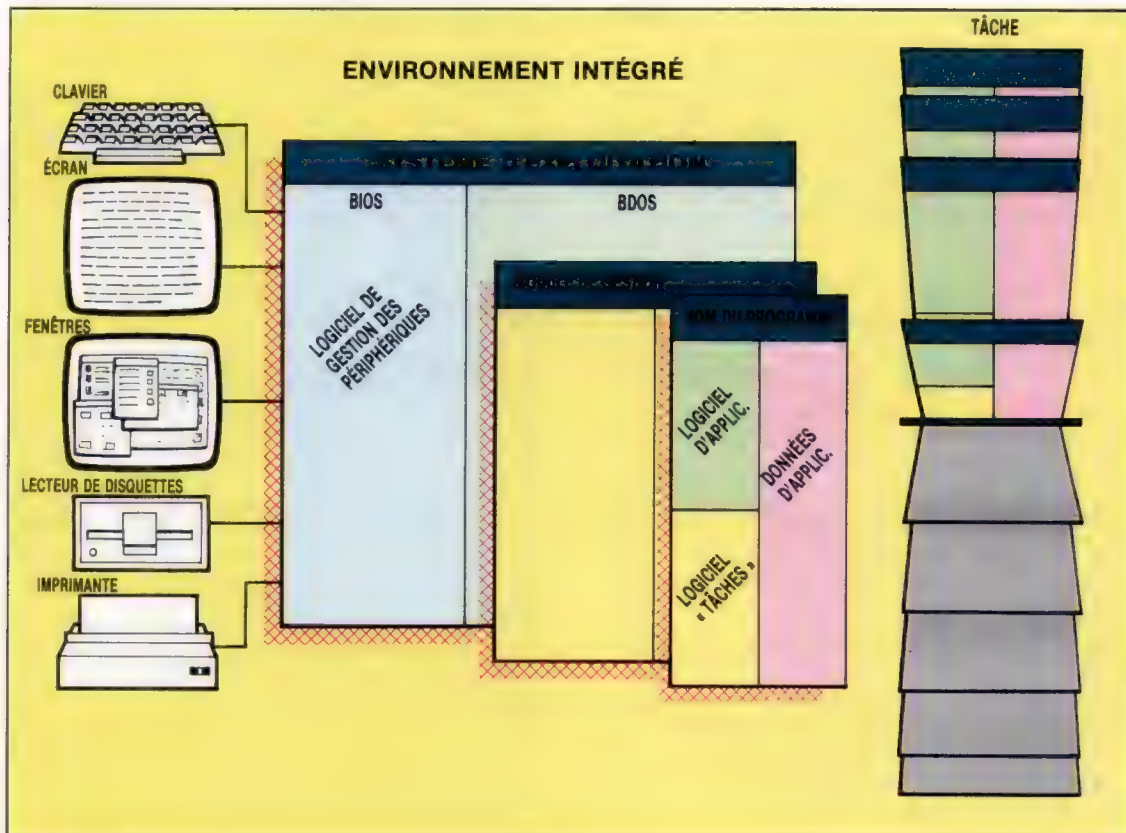 TÂCHE
ENVIRONNEMENT INTÉGRÉ
CLAVIER
ÉCRAN
BIOS
BDOS
FENÊTRES
LOGICIEL DE
GESTION DES
PÉRIPHÉRIQUES
NOM DU PROGRAMME
LOGICIEL
D'APPLIC.
DONNÉES
D'APPLIC.
LECTEUR DE DISQUETTES
LOGICIEL
« TÂCHES »
IMPRIMANTE